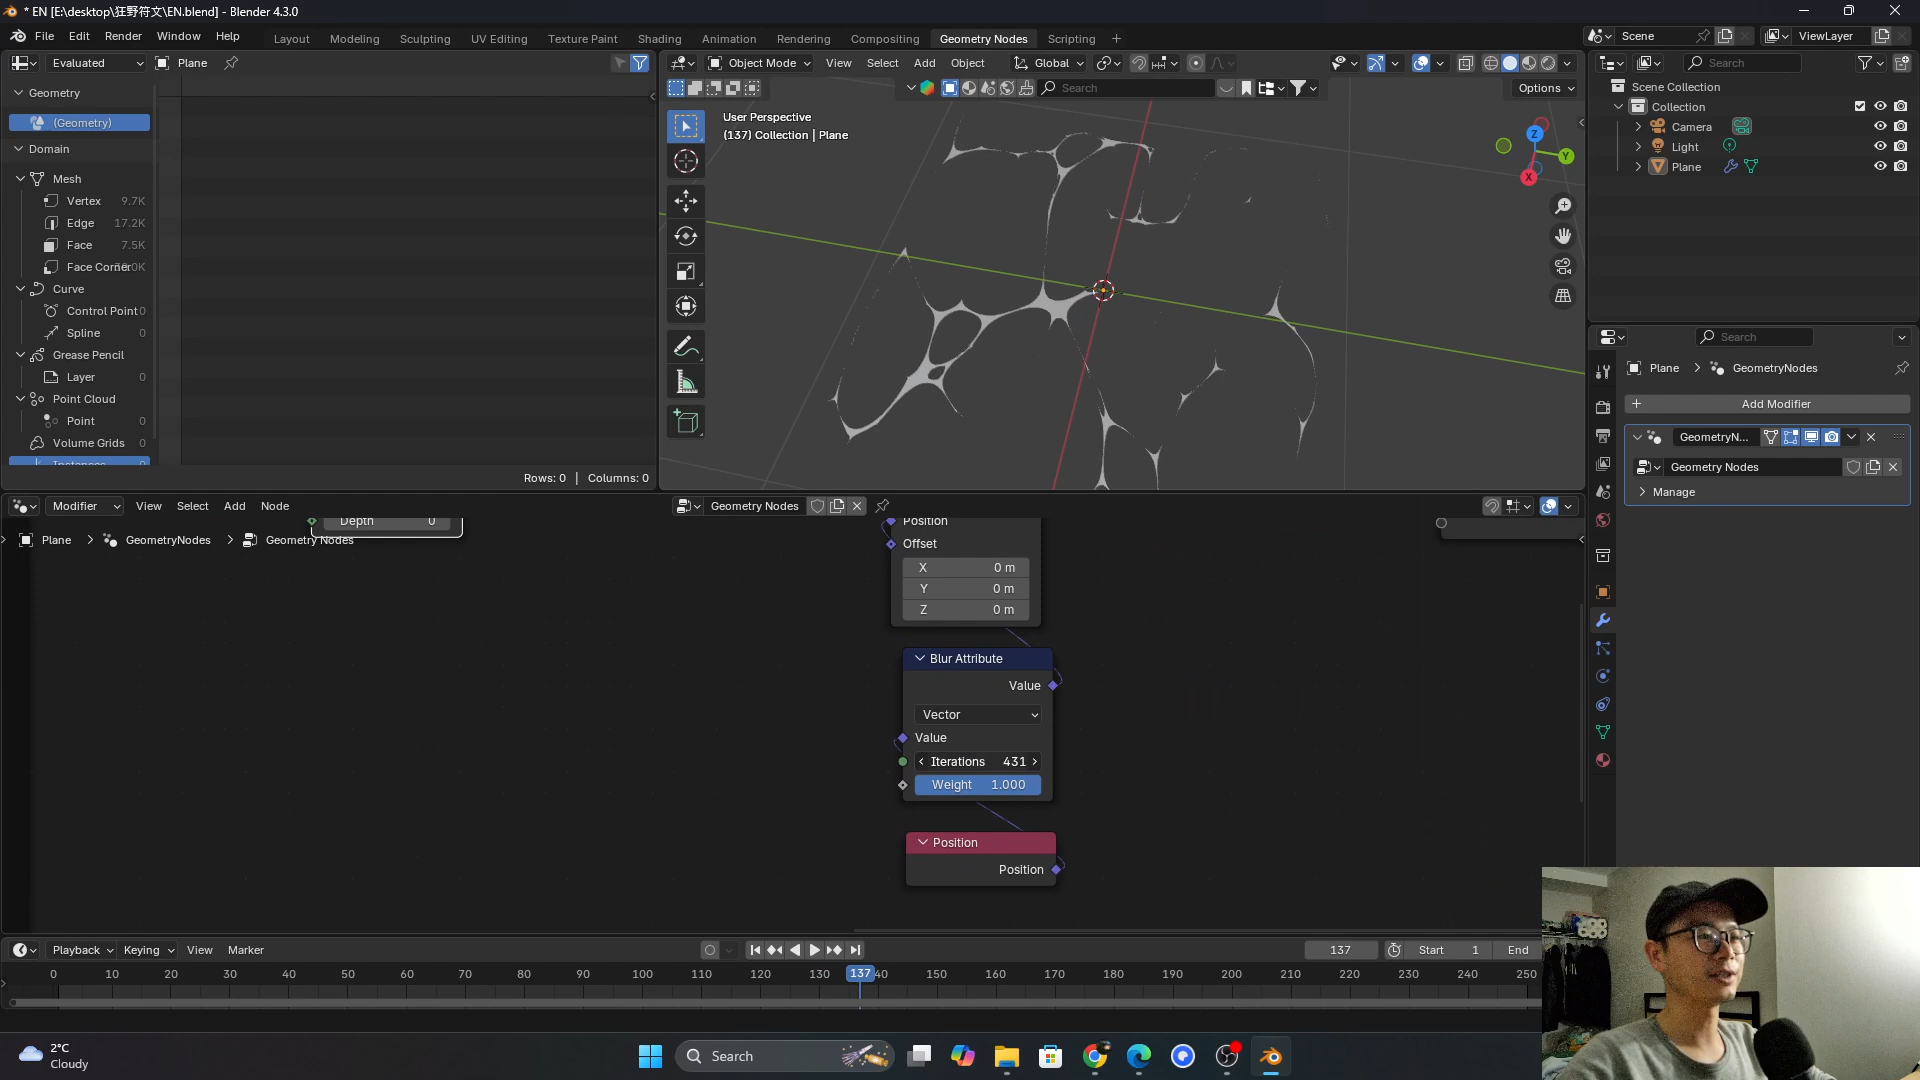 * EN [E:\desktop\狂野符文\EN.blend] - Blender 4.3.0
File Edit Render Window Help
Layout Modeling Sculpting UV Editing Texture Paint Shading Animation Rendering Compositing Geometry Nodes Scripting
Scene
ViewLayer
Evaluated
Plane
Geometry
(Geometry)
Domain
Mesh
Vertex 9.7K
Edge 17.2K
Face 7.5K
Face Corner
Curve
Control Point 0
Spline 0
Grease Pencil
Layer 0
Point Cloud
Point 0
Volume Grids 0
Instances 0
Rows: 0 | Columns: 0
Object Mode View Select Add Object
Global
Search
Options
User Perspective
(137) Collection | Plane
Z
Y
X
Search
Scene Collection
Collection
Camera
Light
Plane
Search
Plane > GeometryNodes
Add Modifier
GeometryN...
Geometry Nodes
Manage
Modifier View Select Add Node
Geometry Nodes
Depth 0
Plane > GeometryNodes > Geometry Nodes
Position
Offset
X 0 m
Y 0 m
Z 0 m
Blur Attribute
Value
Vector
Value
Iterations 431
Weight 1.000
Position
Position
Playback Keying View Marker
137
Start 1 End
0 10 20 30 40 50 60 70 80 90 100 110 120 130 137 40 150 160 170 180 190 200 210 220 230 240 250
2°C
Cloudy
Search